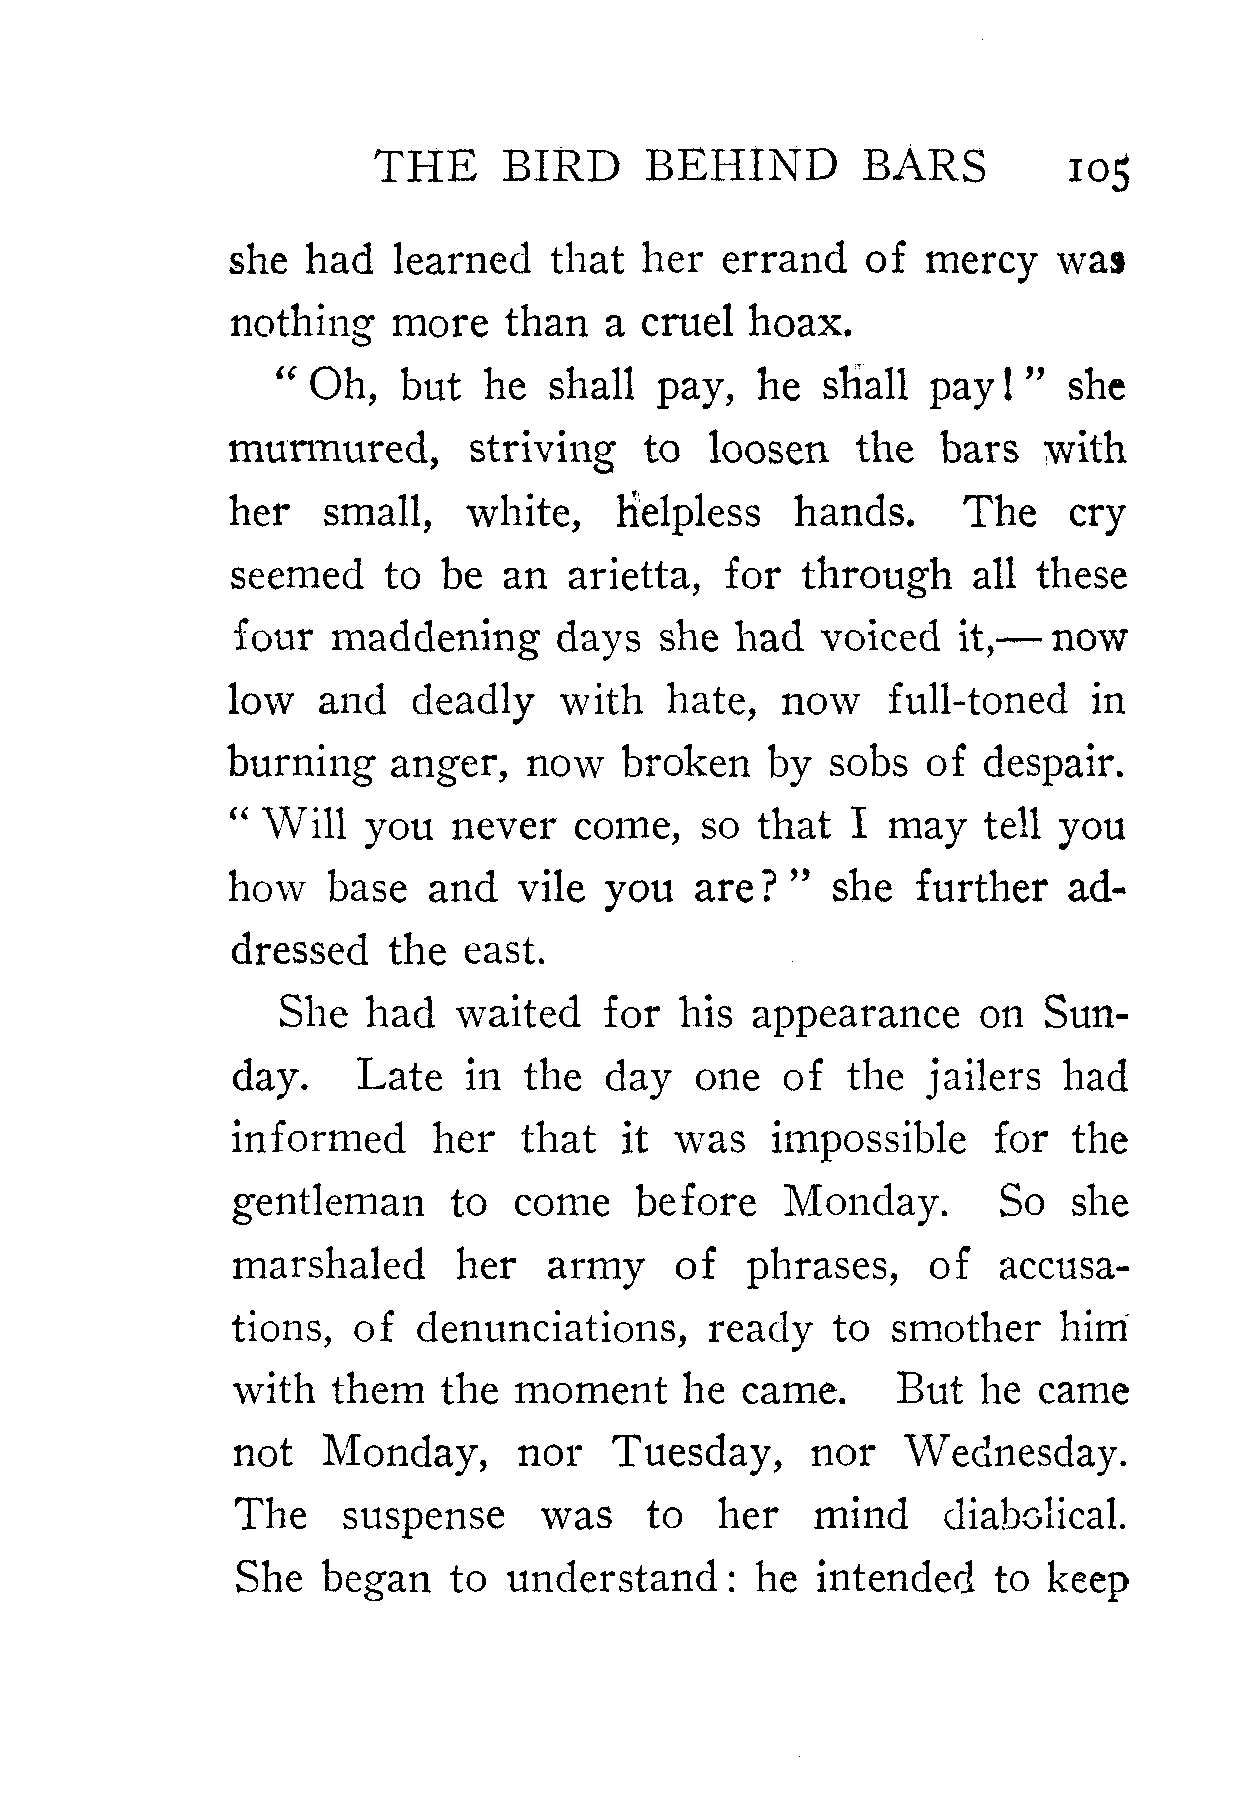 THE BIRD BEHIND BARS 105
she had learned that her errand of mercy was
nothing more than a cruel hoax.
“ Oh, but he shall pay, he shall pay! ” she
murmured, striving to loosen the bars with
her small, white, helpless hands. The cry
seemed to be an arietta, for through all these
four maddening days she had voiced it,— now
low and deadly with hate, now full-toned in
burning anger, now broken by sobs of despair.
“ Will you never come, so that I may tell you
how base and vile you are? ” she further ad-
dressed the east.
She had waited for his appearance on Sun-
day. Late in the day one of the jailers had
informed her that it was impossible for the
gentleman to come before Monday. So she
marshaled her army of phrases, of accusa-
tions, of denunciations, ready to smother him
with them the moment he came. But he came
not Monday, nor Tuesday, nor Wednesday.
The suspense was to her mind diabolical.
She began to understand: he intended to keep